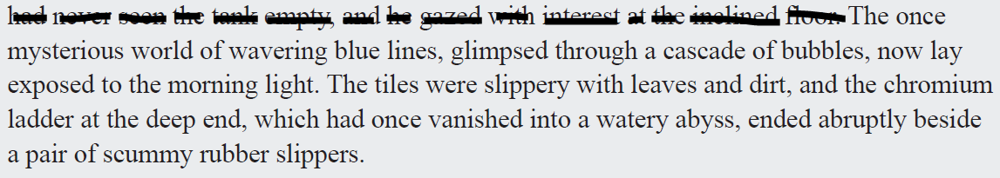 had never seen the tank empty, and he gazed with interest at the inclined floor. The once
mysterious world of wavering blue lines, glimpsed through a cascade of bubbles, now lay
exposed to the morning light. The tiles were slippery with leaves and dirt, and the chromium
ladder at the deep end, which had once vanished into a watery abyss, ended abruptly beside
a pair of scummy rubber slippers.